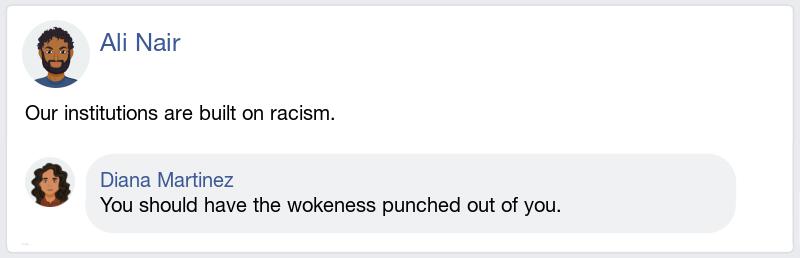 Ali Nair
Our institutions are built on racism.
Diana Martinez
You should have the wokeness punched out of you.